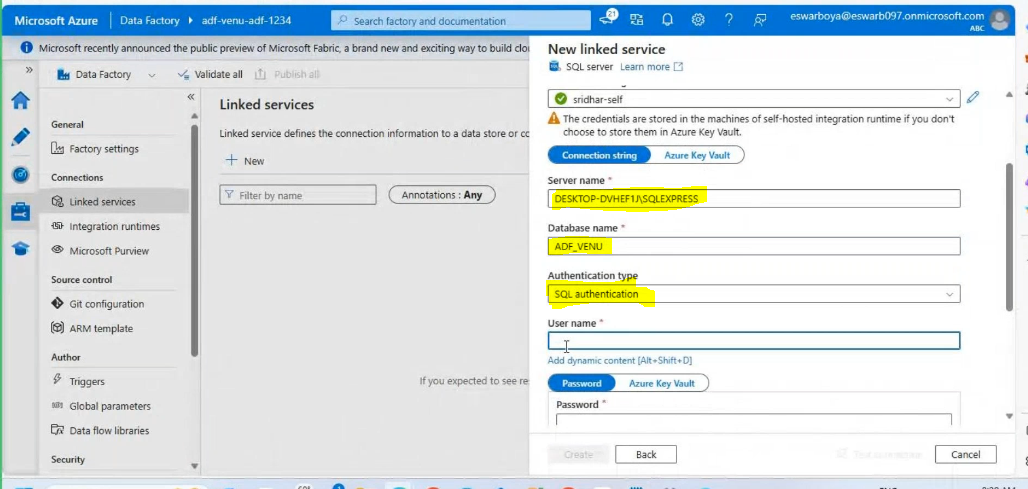 Microsoft Azure | Data Factory ▸ adf-venu-adf-1234
Search factory and documentation
21
eswarboya@eswarb097.onmicrosoft.com
ABC
Microsoft recently announced the public preview of Microsoft Fabric, a brand new and exciting way to build
Data Factory
Validate all
Publish all
General
Factory settings
Connections
Linked services
Integration runtimes
Microsoft Purview
Source control
Git configuration
ARM template
Author
Triggers
Global parameters
Data flow libraries
Security
Linked services
Linked service defines the connection information to a data store or
New
Filter by name
Annotations : Any
If you expected to see
New linked service
SQL server Learn more
sridhar-self
The credentials are stored in the machines of self-hosted integration runtime if you don't
choose to store them in Azure Key Vault.
Connection string
Azure Key Vault
Server name *
DESKTOP-DVHEF1J\SQLEXPRESS
Database name *
ADF_VENU
Authentication type
SQL authentication
User name *
Add dynamic content [Alt+Shift+D]
Password
Azure Key Vault
Password *
Create
Back
Cancel